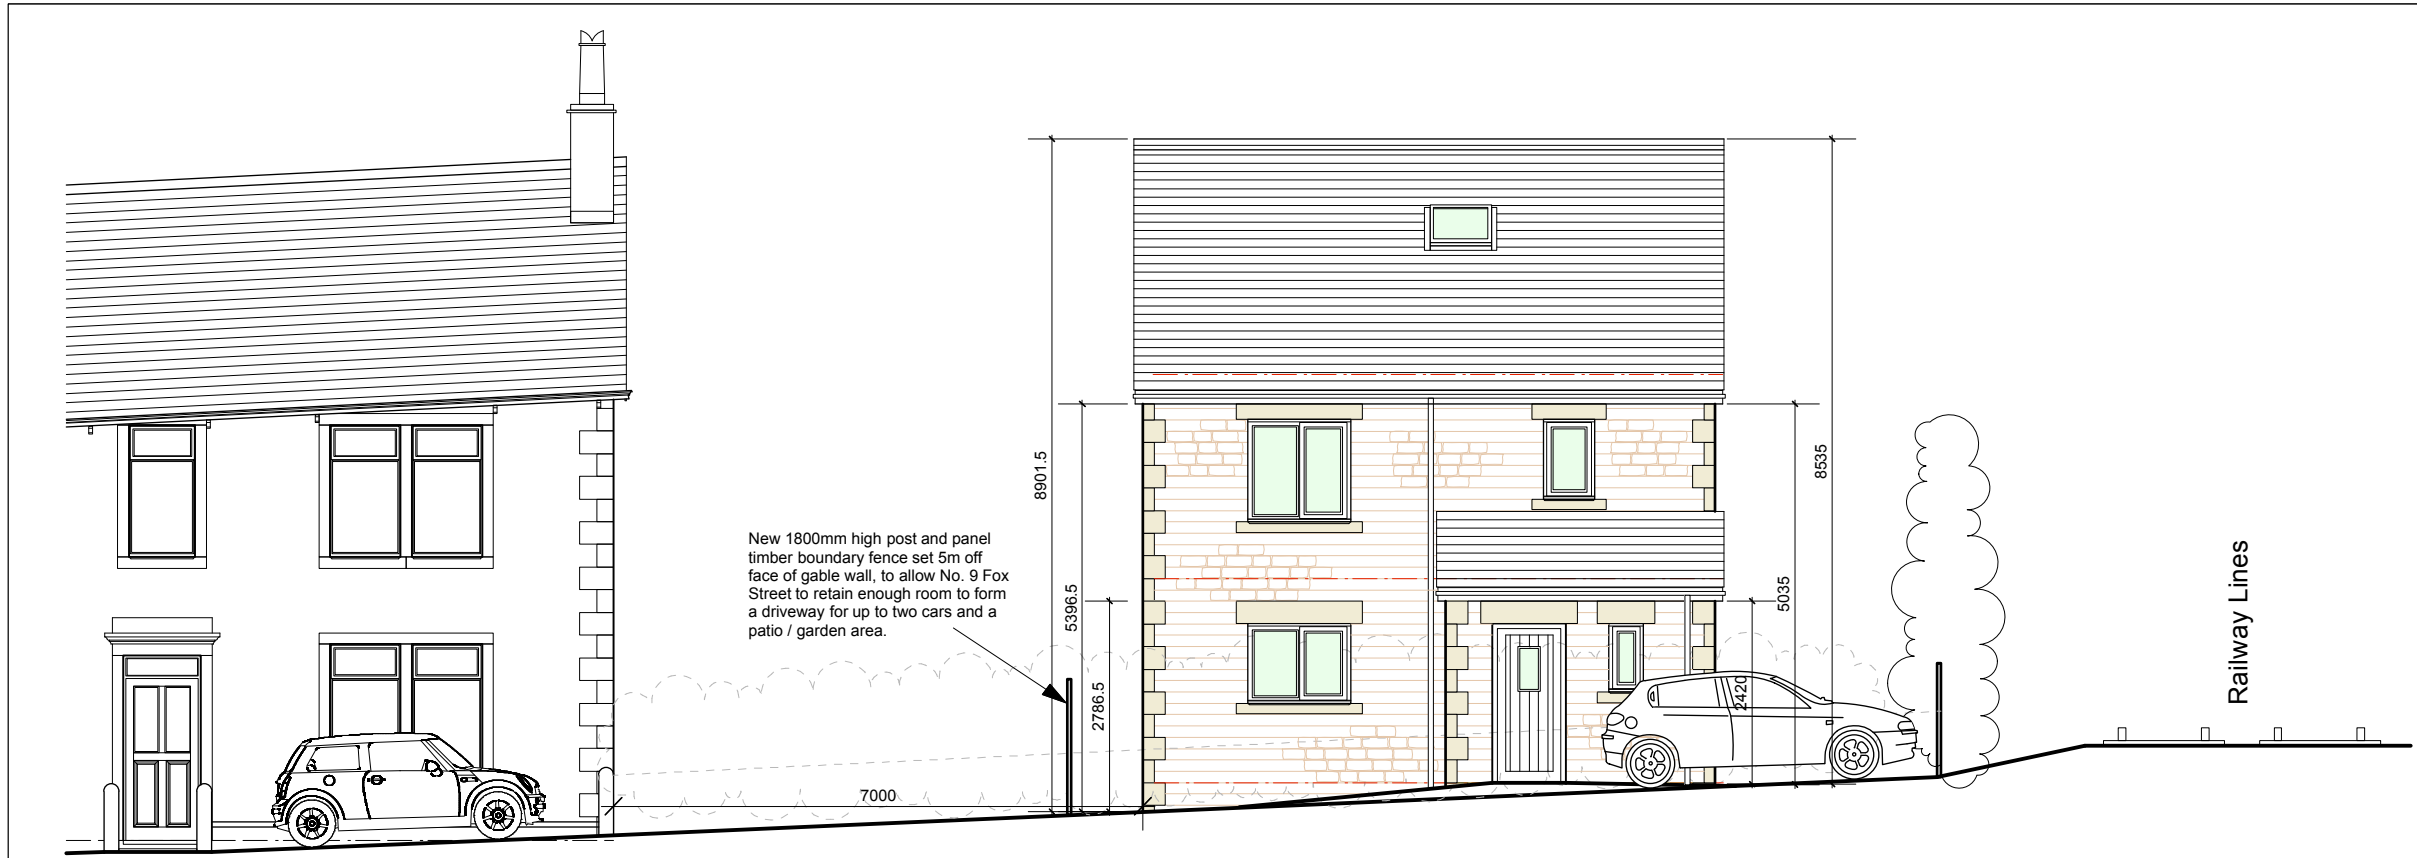 New 1800mm high post and panel
timber boundary fence set 5m off
face of gable wall, to allow No. 9 Fox
Street to retain enough room to form
a driveway for up to two cars and a
patio / garden area.
7000
8901.5
5396.5
2786.5
2420
5035
8535
Railway Lines